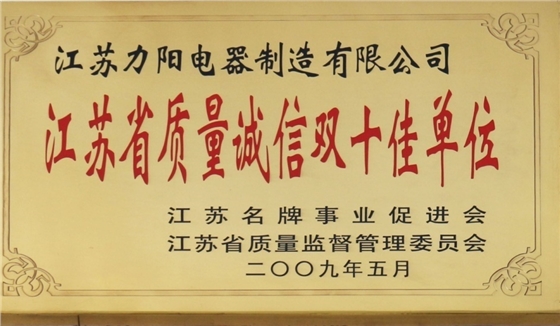 江苏力阳电器制造有限公司
江苏省质量诚信双十佳单位
江苏名牌事业促进会
江苏省质量监督管理委员会
二〇〇九年五月